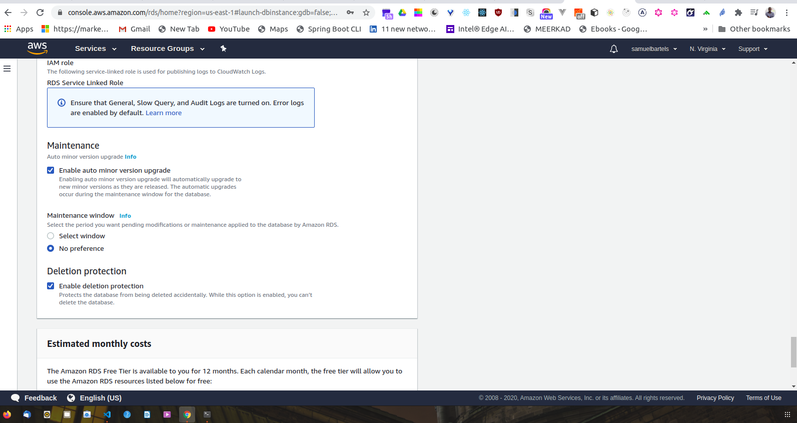 console.aws.amazon.com/rds/home?region=us-east-1#launch-dbinstance:gdb=false;...
Apps
https://marke...
Gmail
New Tab
YouTube
Maps
Spring Boot CLI
11 new netwo...
Intel® Edge AI...
MEERKAD
Ebooks - Goog...
»
Other bookmarks
aws
Services
Resource Groups
samuelbartels
N. Virginia
Support
IAM role
The following service-linked role is used for publishing logs to CloudWatch Logs.
RDS Service Linked Role
Ensure that General, Slow Query, and Audit Logs are turned on. Error logs
are enabled by default. Learn more
Maintenance
Auto minor version upgrade Info
Enable auto minor version upgrade
Enabling auto minor version upgrade will automatically upgrade to
new minor versions as they are released. The automatic upgrades
occur during the maintenance window for the database.
Maintenance window Info
Select the period you want pending modifications or maintenance applied to the database by Amazon RDS.
Select window
No preference
Deletion protection
Enable deletion protection
Protects the database from being deleted accidentally. While this option is enabled, you can't
delete the database.
Estimated monthly costs
The Amazon RDS Free Tier is available to you for 12 months. Each calendar month, the free tier will allow you to
use the Amazon RDS resources listed below for free:
Feedback
English (US)
© 2008 - 2020, Amazon Web Services, Inc. or its affiliates. All rights reserved.
Privacy Policy
Terms of Use